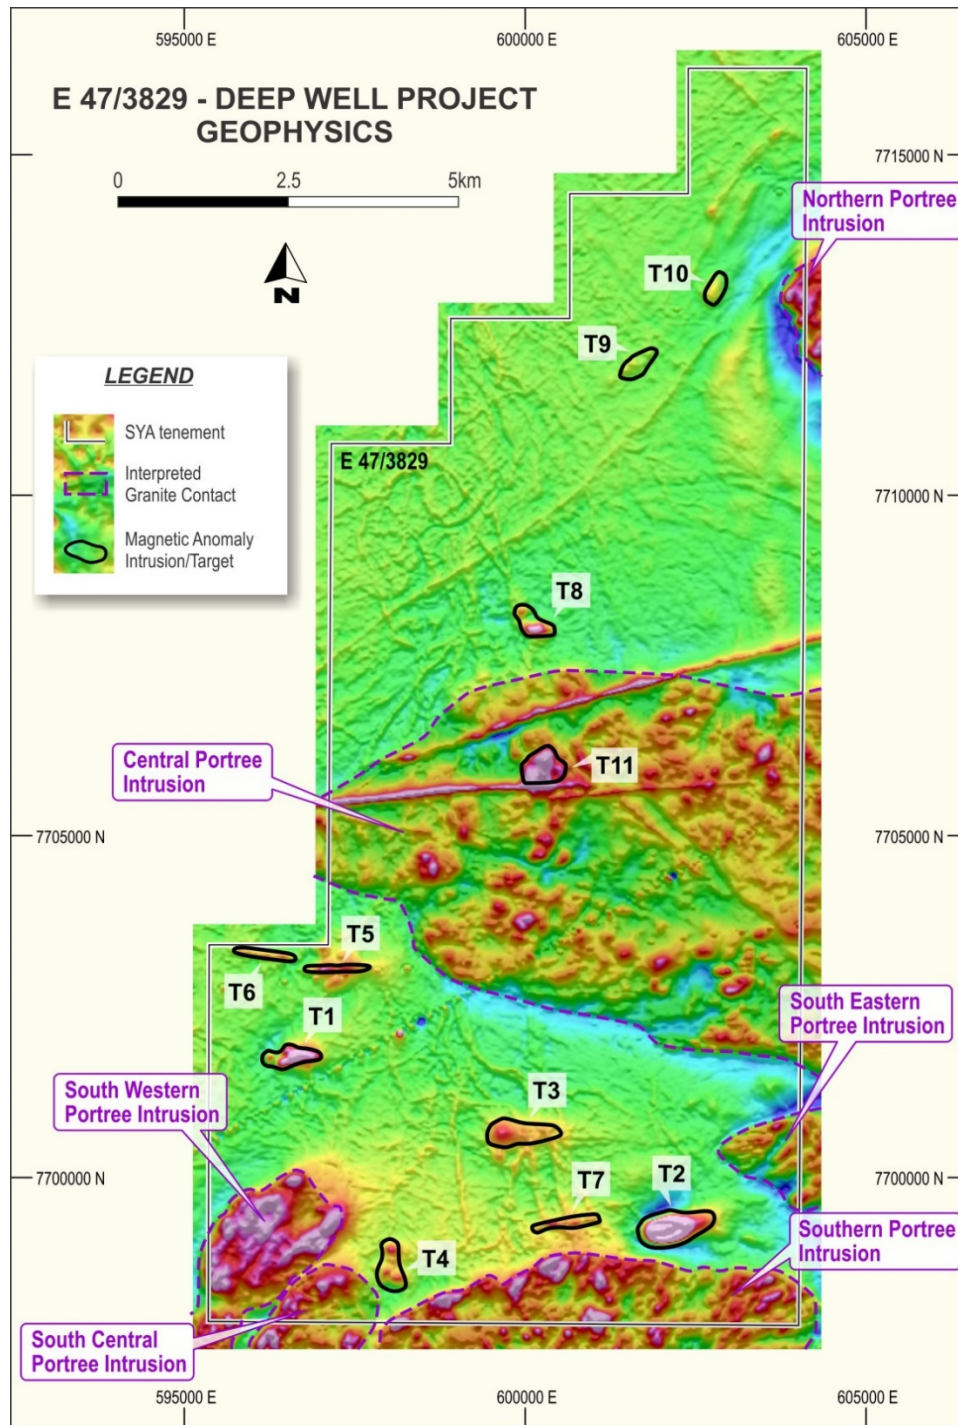 595000 E
600000 E
605000 E
E 47/3829 - DEEP WELL PROJECT
GEOPHYSICS
0
2.5
5km
N
7715000 N
Northern Portree
Intrusion
T10
T9
LEGEND
SYA tenement
Interpreted
Granite Contact
Magnetic Anomaly
Intrusion/Target
E 47/3829
7710000 N
T8
Central Portree
Intrusion
T11
7705000 N
7705000 N
T5
T6
T1
South Eastern
Portree Intrusion
South Western
Portree Intrusion
T3
7700000 N
7700000 N
T7
T2
T4
Southern Portree
Intrusion
South Central
Portree Intrusion
595000 E
600000 E
605000 E